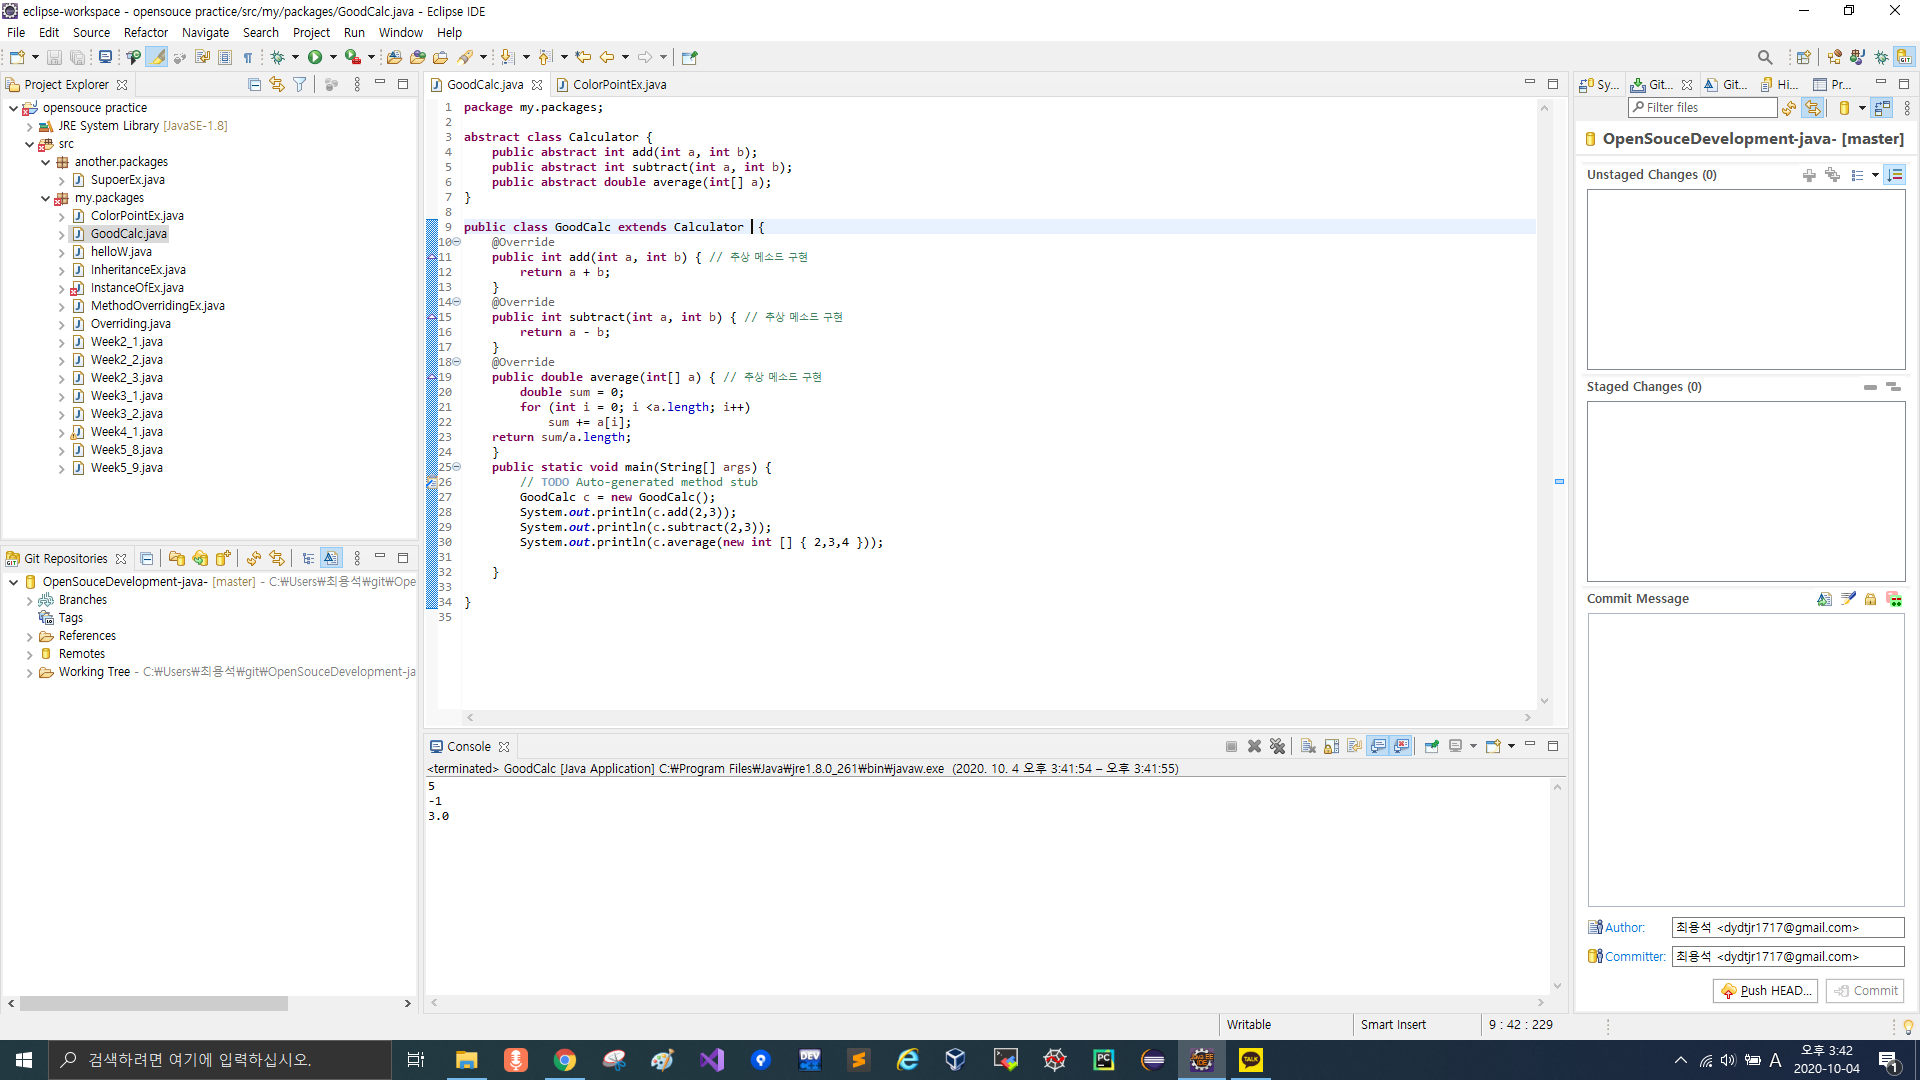 eclipse-workspace - opensouce practice/src/my/packages/GoodCalc.java - Eclipse IDE
File Edit Source Refactor Navigate Search Project Run Window Help
Project Explorer
opensouce practice
JRE System Library [JavaSE-1.8]
src
another.packages
SupoerEx.java
my.packages
ColorPointEx.java
GoodCalc.java
helloW.java
InheritanceEx.java
InstanceOfEx.java
MethodOverridingEx.java
Overriding.java
Week2_1.java
Week2_2.java
Week2_3.java
Week3_1.java
Week3_2.java
Week4_1.java
Week5_8.java
Week5_9.java
Git Repositories
OpenSouceDevelopment-java- [master] - C:₩Users₩최용석₩git₩Ope
Branches
Tags
References
Remotes
Working Tree - C:₩Users₩최용석₩git₩OpenSouceDevelopment-ja
GoodCalc.java ColorPointEx.java
1 package my.packages;
2
3 abstract class Calculator {
4 public abstract int add(int a, int b);
5 public abstract int subtract(int a, int b);
6 public abstract double average(int[] a);
7 }
8
9 public class GoodCalc extends Calculator {
10 @Override
11 public int add(int a, int b) { // 추상 메소드 구현
12 return a + b;
13 }
14 @Override
15 public int subtract(int a, int b) { // 추상 메소드 구현
16 return a - b;
17 }
18 @Override
19 public double average(int[] a) { // 추상 메소드 구현
20 double sum = 0;
21 for (int i = 0; i <a.length; i++)
22 sum += a[i];
23 return sum/a.length;
24 }
25 public static void main(String[] args) {
26 // TODO Auto-generated method stub
27 GoodCalc c = new GoodCalc();
28 System.out.println(c.add(2,3));
29 System.out.println(c.subtract(2,3));
30 System.out.println(c.average(new int [] { 2,3,4 }));
31
32 }
33
34 }
35
Console
<terminated> GoodCalc [Java Application] C:₩Program Files₩Java₩jre1.8.0_261₩bin₩javaw.exe (2020. 10. 4 오후 3:41:54 – 오후 3:41:55)
5
-1
3.0
Sy... Git... Git... Hi... Pr...
Filter files
OpenSouceDevelopment-java- [master]
Unstaged Changes (0)
Staged Changes (0)
Commit Message
Author: 최용석 <dydtjr1717@gmail.com>
Committer: 최용석 <dydtjr1717@gmail.com>
Push HEAD... Commit
Writable Smart Insert 9 : 42 : 229
검색하려면 여기에 입력하십시오.
DEV
PC
TALK
A
오후 3:42
2020-10-04
1